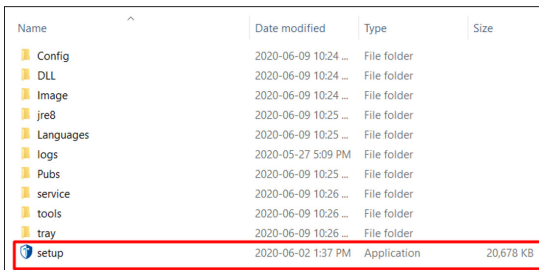 Name Date modified Type Size
Config 2020-06-09 10:24 ... File folder
DLL 2020-06-09 10:24 ... File folder
Image 2020-06-09 10:24 ... File folder
jre8 2020-06-09 10:25 ... File folder
Languages 2020-06-09 10:25 ... File folder
logs 2020-05-27 5:09 PM File folder
Pubs 2020-06-09 10:25 ... File folder
service 2020-06-09 10:26 ... File folder
tools 2020-06-09 10:26 ... File folder
tray 2020-06-09 10:26 ... File folder
setup 2020-06-02 1:37 PM Application 20,678 KB